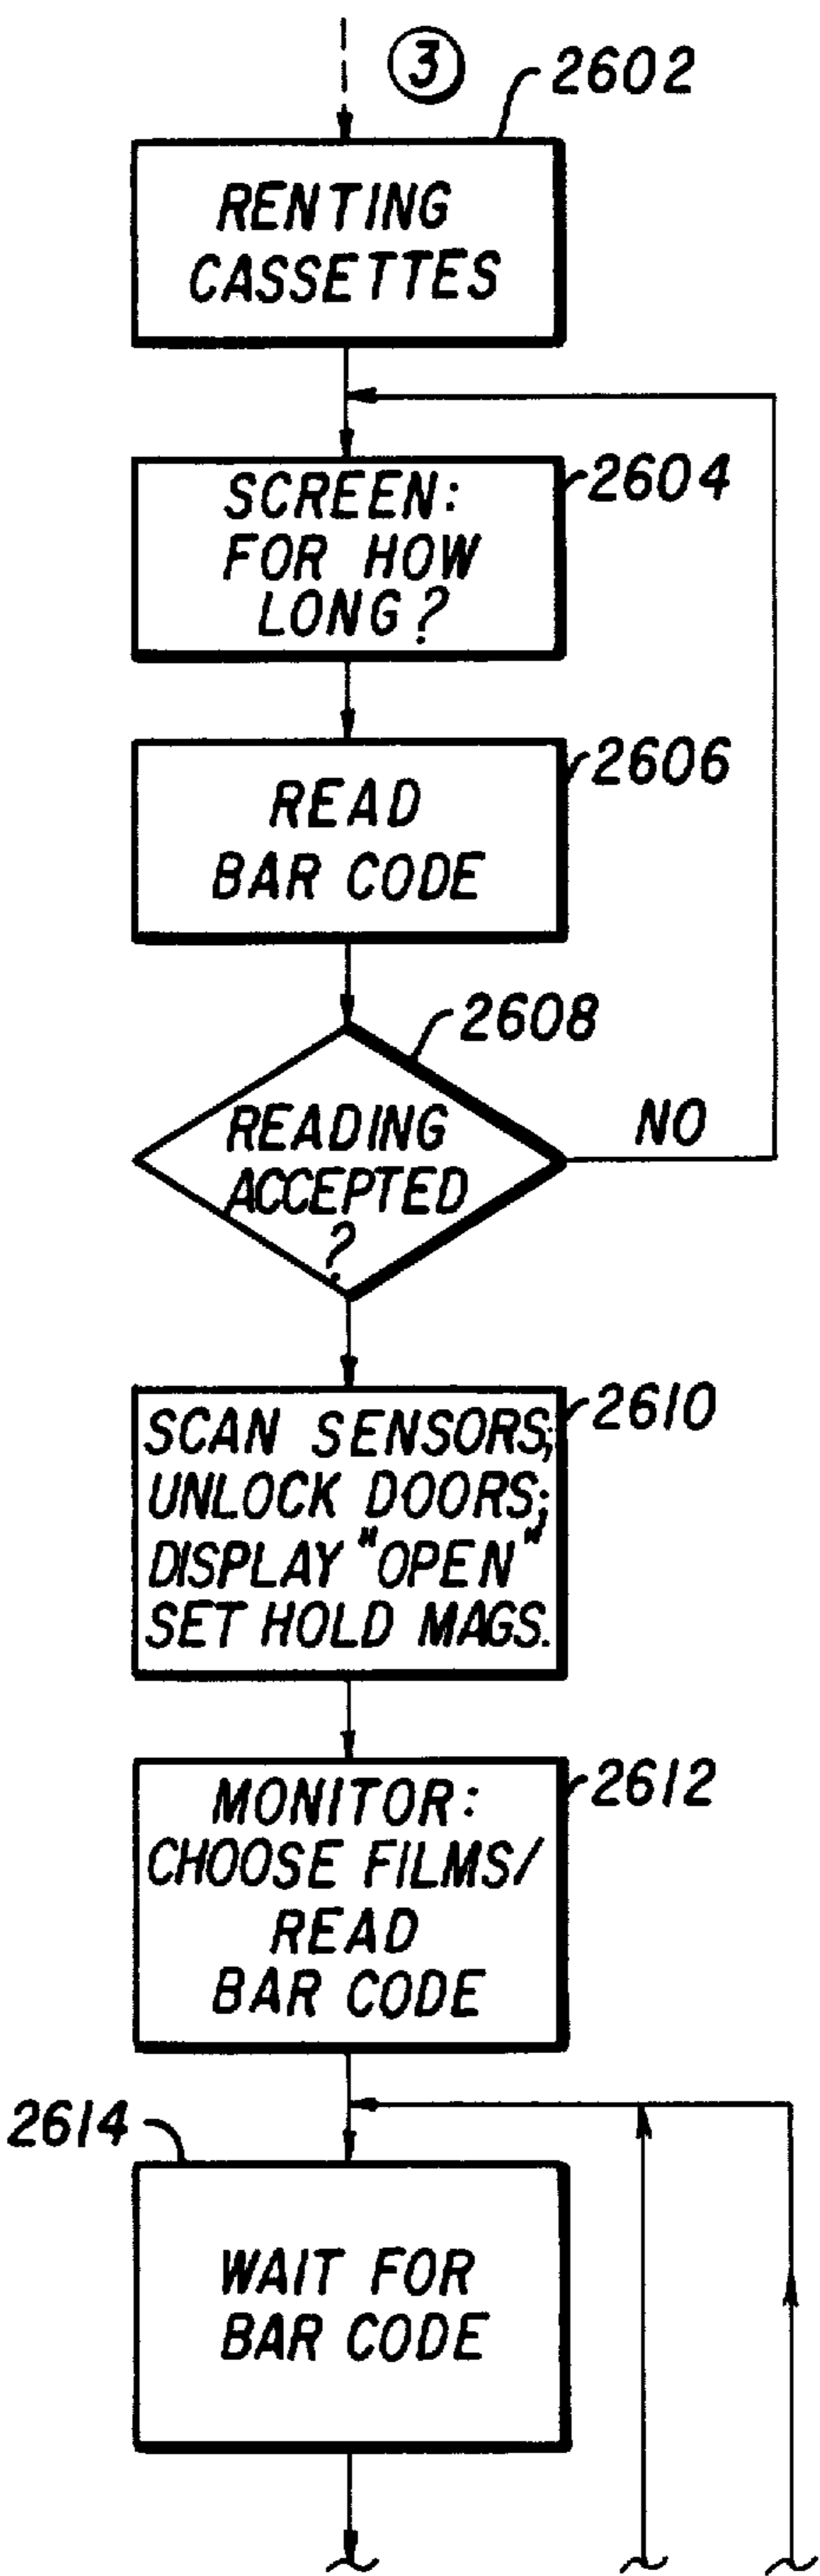 3
2602
RENTING
CASSETTES
2604
SCREEN:
FOR HOW
LONG?
2606
READ
BAR CODE
2608
READING
ACCEPTED
?
NO
2610
SCAN SENSORS;
UNLOCK DOORS;
DISPLAY "OPEN"
SET HOLD MAGS.
2612
MONITOR:
CHOOSE FILMS/
READ
BAR CODE
2614
WAIT FOR
BAR CODE